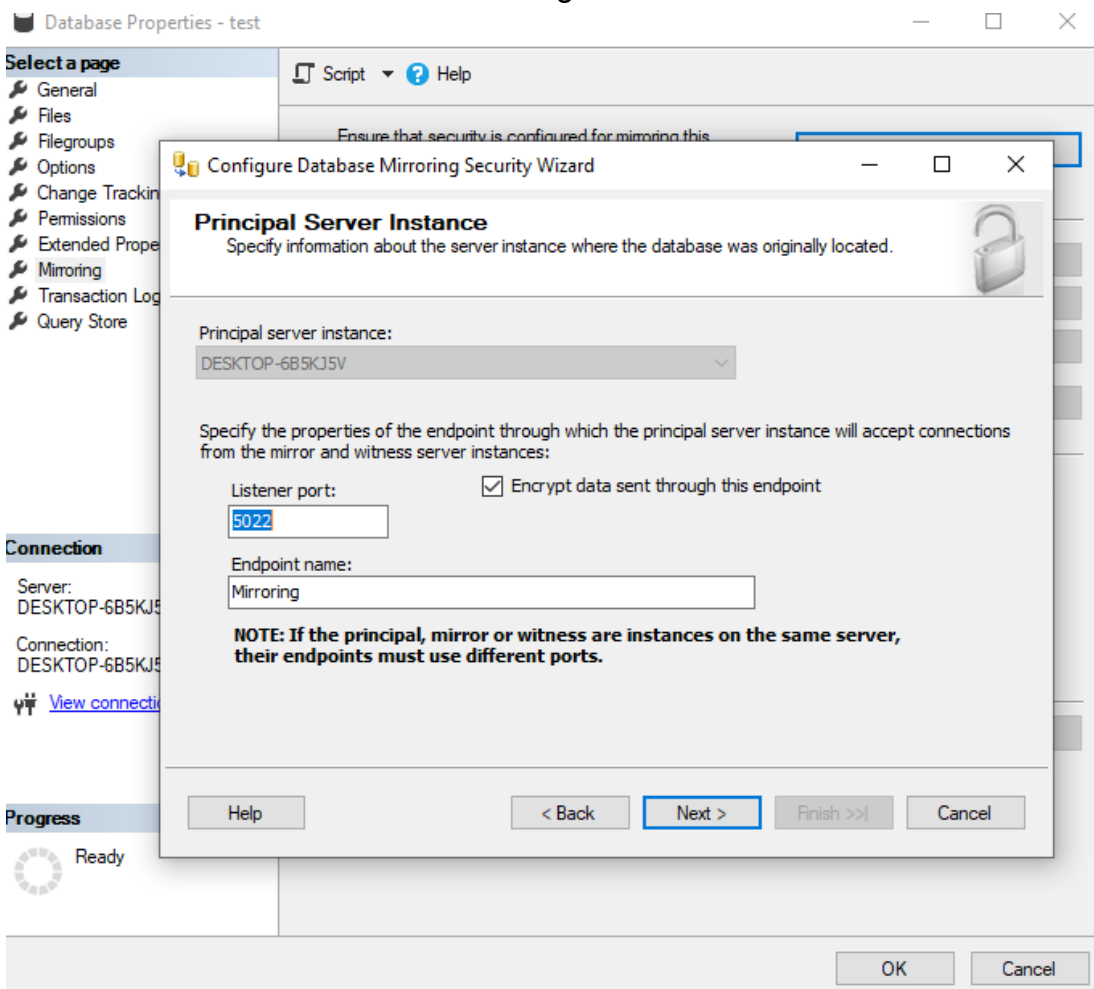 Database Properties - test
Select a page
General
Files
Filegroups
Options
Change Trackin
Permissions
Extended Prope
Mirroring
Transaction Log
Query Store
Script
Help
Ensure that security is configured for mirroring this
Configure Database Mirroring Security Wizard
Principal Server Instance
Specify information about the server instance where the database was originally located.
Principal server instance:
DESKTOP-6B5KJ5V
Specify the properties of the endpoint through which the principal server instance will accept connections
from the mirror and witness server instances:
Listener port:
Encrypt data sent through this endpoint
5022
Endpoint name:
Mirroring
NOTE: If the principal, mirror or witness are instances on the same server,
their endpoints must use different ports.
Help
< Back
Next >
Finish >>|
Cancel
Connection
Server:
DESKTOP-6B5KJ5
Connection:
DESKTOP-6B5KJ5
View connecti
Progress
Ready
OK
Cancel